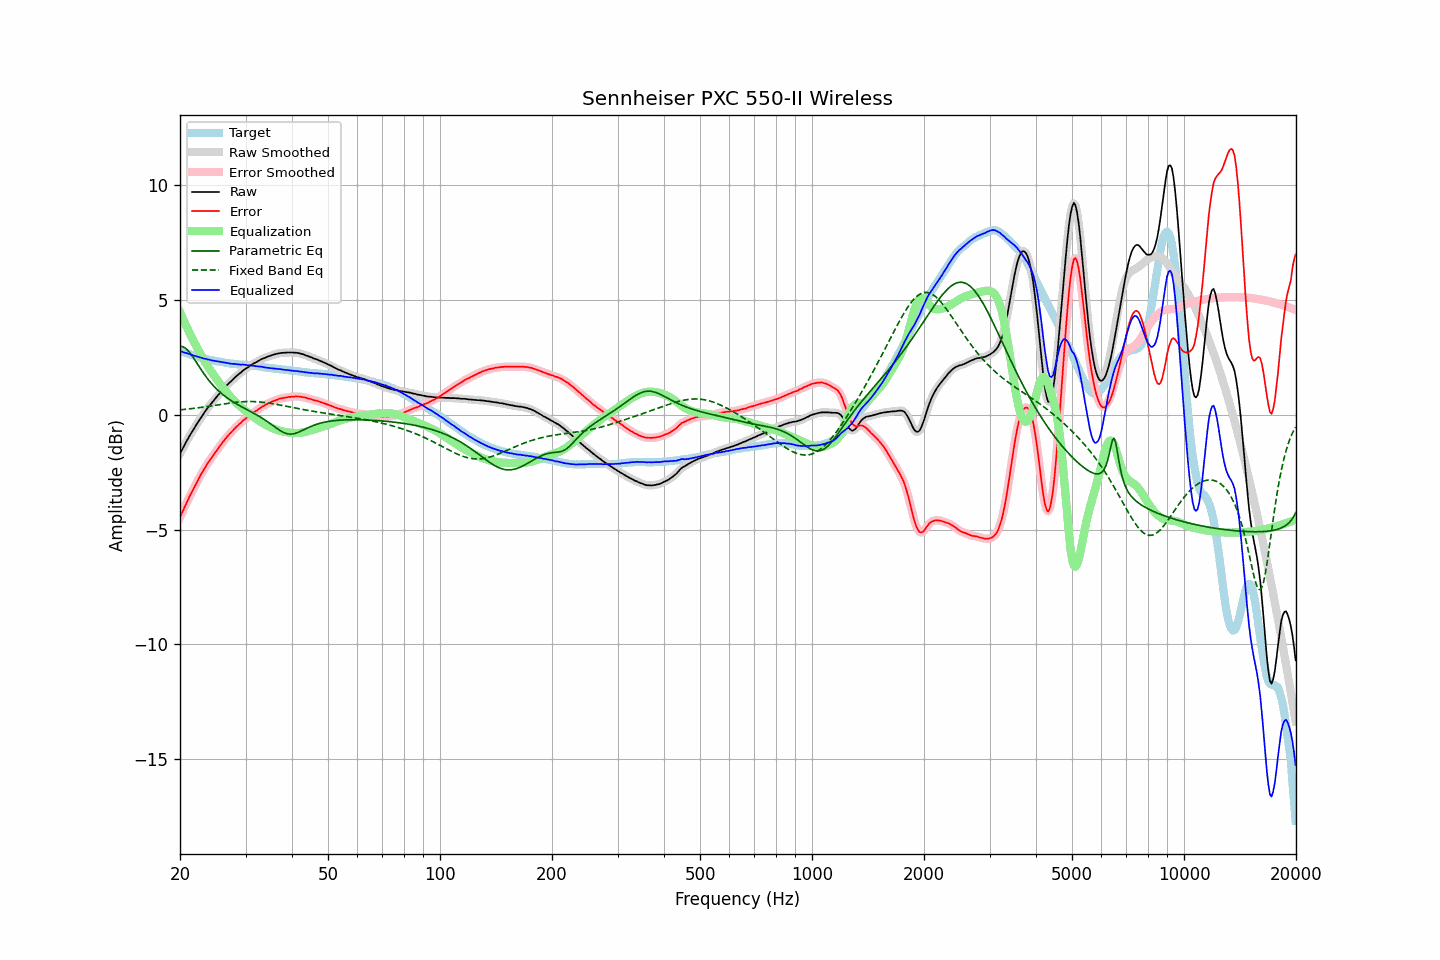 Sennheiser PXC 550-II Wireless
Target
Raw Smoothed
Error Smoothed
Raw
Error
Equalization
Parametric Eq
Fixed Band Eq
Equalized
10
5
0
−5
−10
−15
Amplitude (dBr)
20 50 100 200 500 1000 2000 5000 10000 20000
Frequency (Hz)